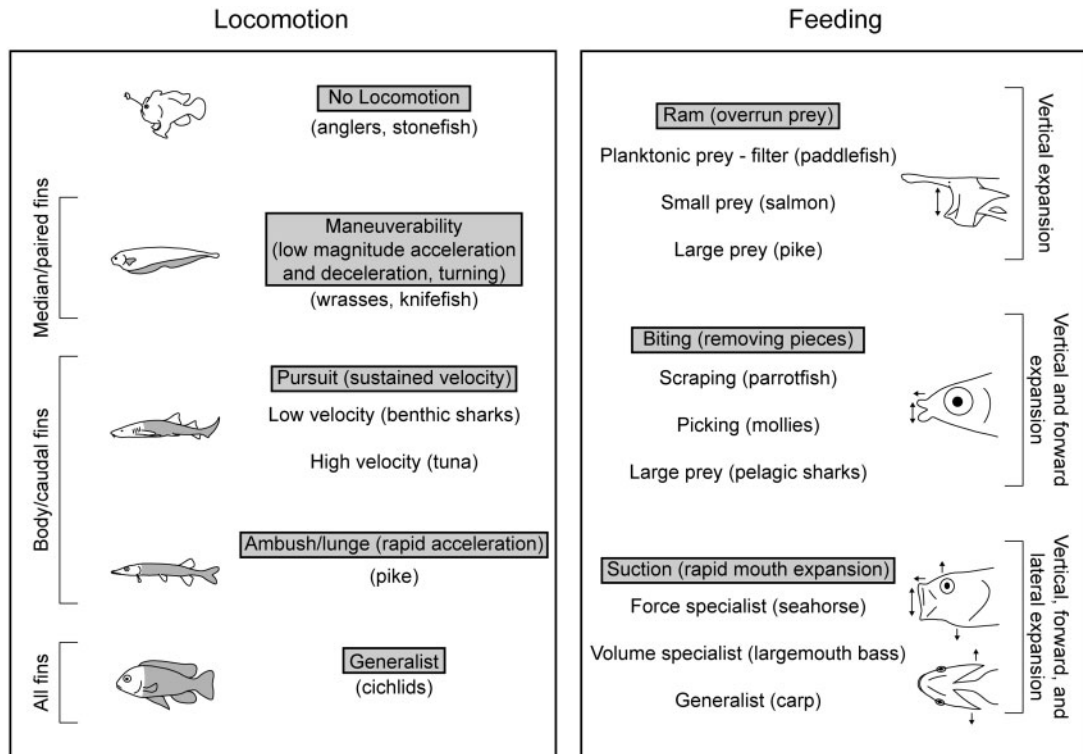 Locomotion
No Locomotion
(anglers, stonefish)
Median/paired fins
Maneuverability
(low magnitude acceleration
and deceleration, turning)
(wrasses, knifefish)
Body/caudal fins
Pursuit (sustained velocity)
Low velocity (benthic sharks)
High velocity (tuna)
Ambush/lunge (rapid acceleration)
(pike)
All fins
Generalist
(cichlids)
Feeding
Ram (overrun prey)
Planktonic prey - filter (paddlefish)
Small prey (salmon)
Large prey (pike)
Vertical expansion
Biting (removing pieces)
Scraping (parrotfish)
Picking (mollies)
Large prey (pelagic sharks)
Vertical and forward
expansion
Suction (rapid mouth expansion)
Force specialist (seahorse)
Volume specialist (largemouth bass)
Generalist (carp)
Vertical, forward, and
lateral expansion